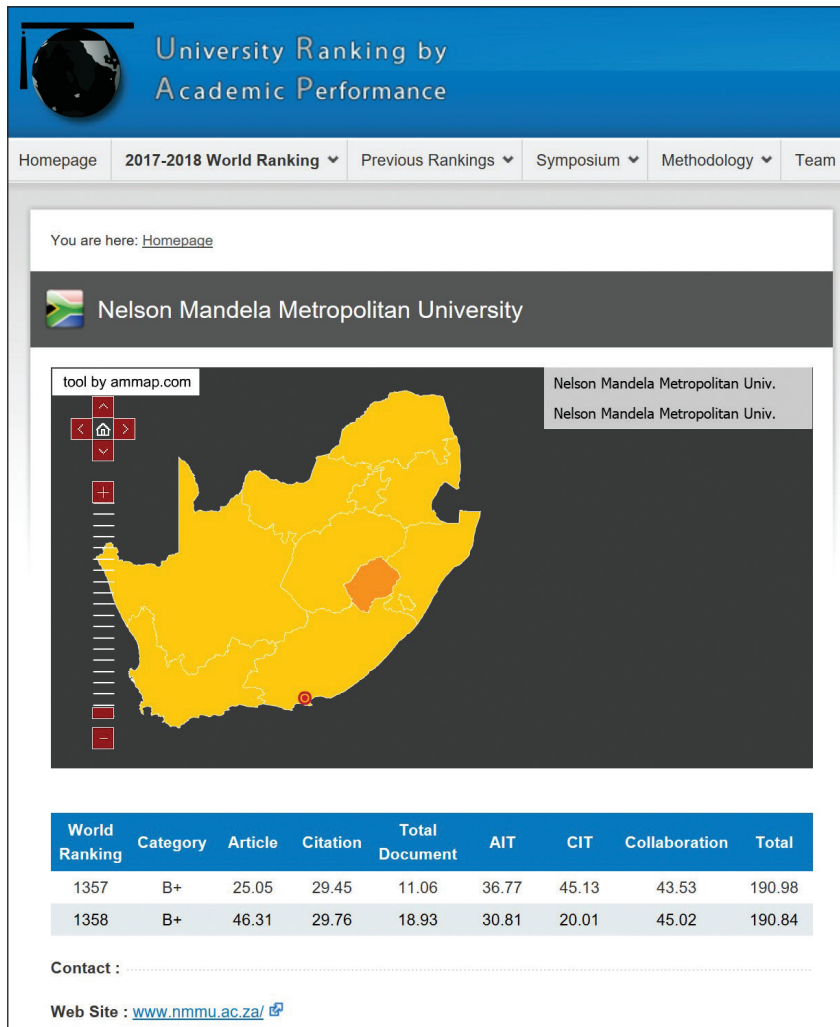 University Ranking by
Academic Performance
Homepage 2017-2018 World Ranking Previous Rankings Symposium Methodology Team
You are here: Homepage
Nelson Mandela Metropolitan University
tool by ammap.com
Nelson Mandela Metropolitan Univ.
Nelson Mandela Metropolitan Univ.
World Ranking Category Article Citation Total Document AIT CIT Collaboration Total
1357 B+ 25.05 29.45 11.06 36.77 45.13 43.53 190.98
1358 B+ 46.31 29.76 18.93 30.81 20.01 45.02 190.84
Contact :
Web Site : www.nmmu.ac.za/